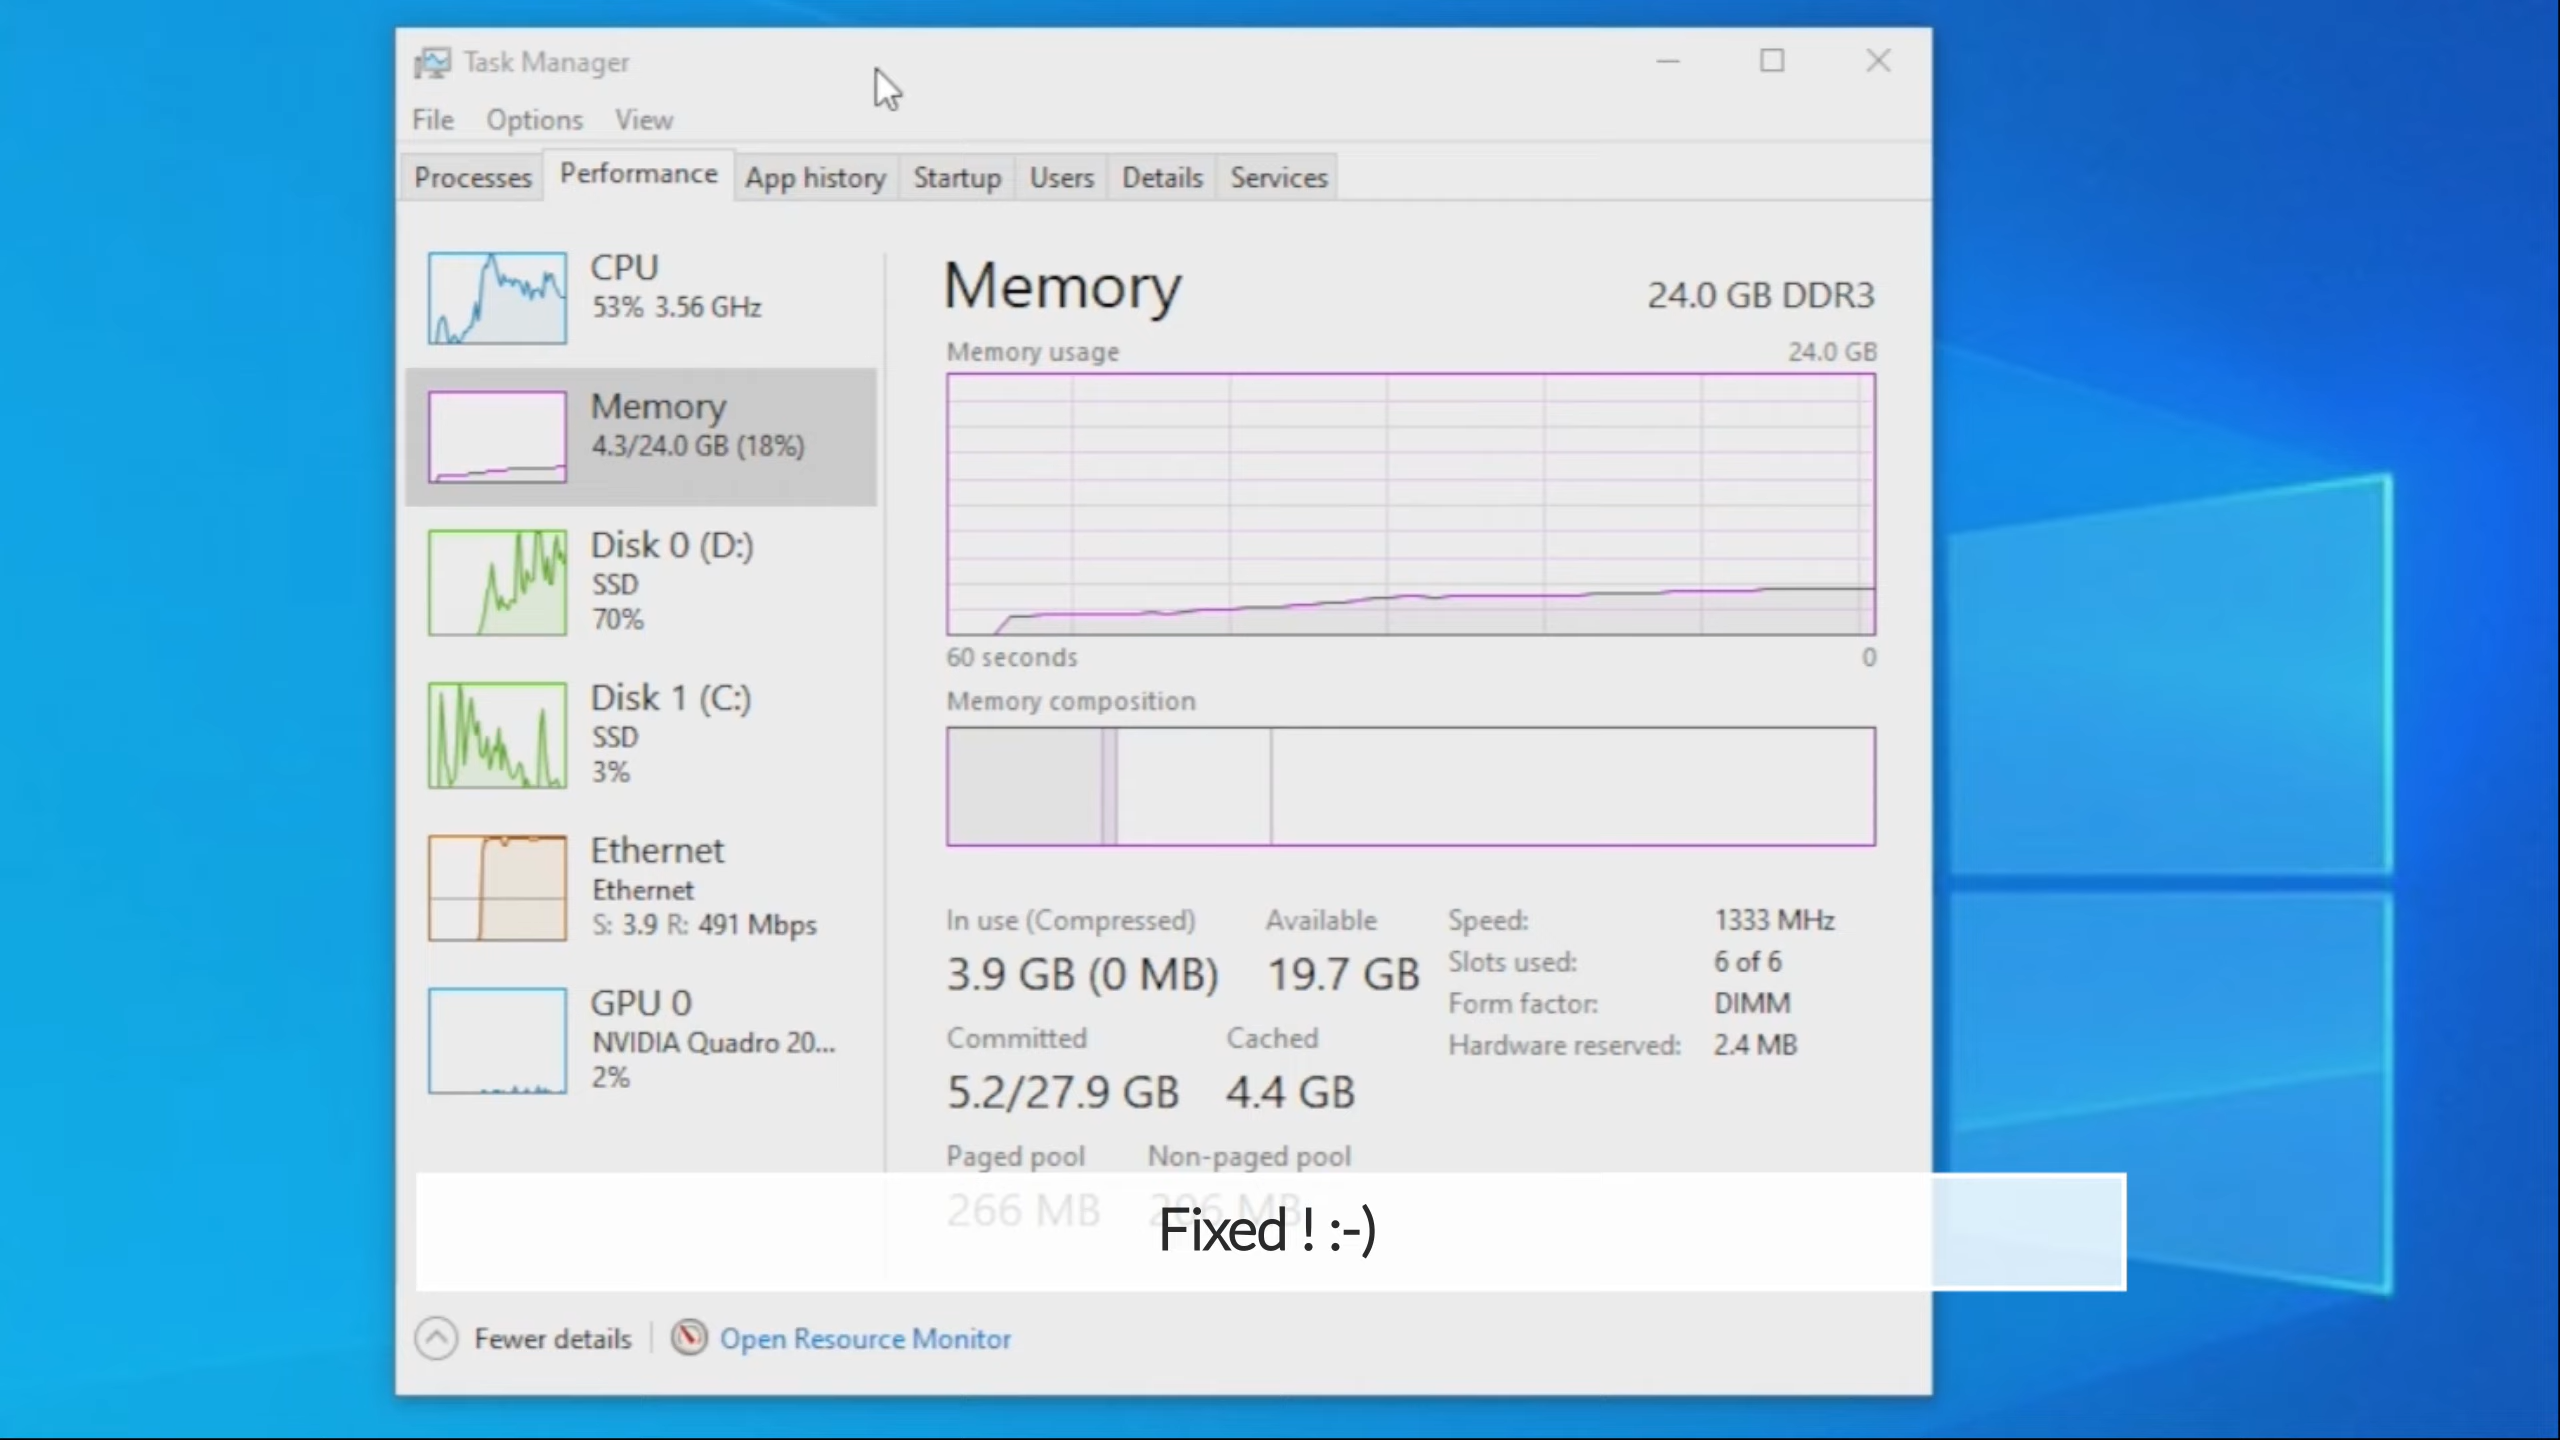 Task Manager
File Options View
Processes Performance App history Startup Users Details Services
CPU
53% 3.56 GHz
Memory
4.3/24.0 GB (18%)
Disk 0 (D:)
SSD
70%
Disk 1 (C:)
SSD
3%
Ethernet
Ethernet
S: 3.9 R: 491 Mbps
GPU 0
NVIDIA Quadro 20...
2%
Memory 24.0 GB DDR3
Memory usage 24.0 GB
60 seconds 0
Memory composition
In use (Compressed) Available
3.9 GB (0 MB) 19.7 GB
Committed Cached
5.2/27.9 GB 4.4 GB
Paged pool Non-paged pool
266 MB 206 MB
Speed: 1333 MHz
Slots used: 6 of 6
Form factor: DIMM
Hardware reserved: 2.4 MB
Fixed ! :-)
Fewer details Open Resource Monitor